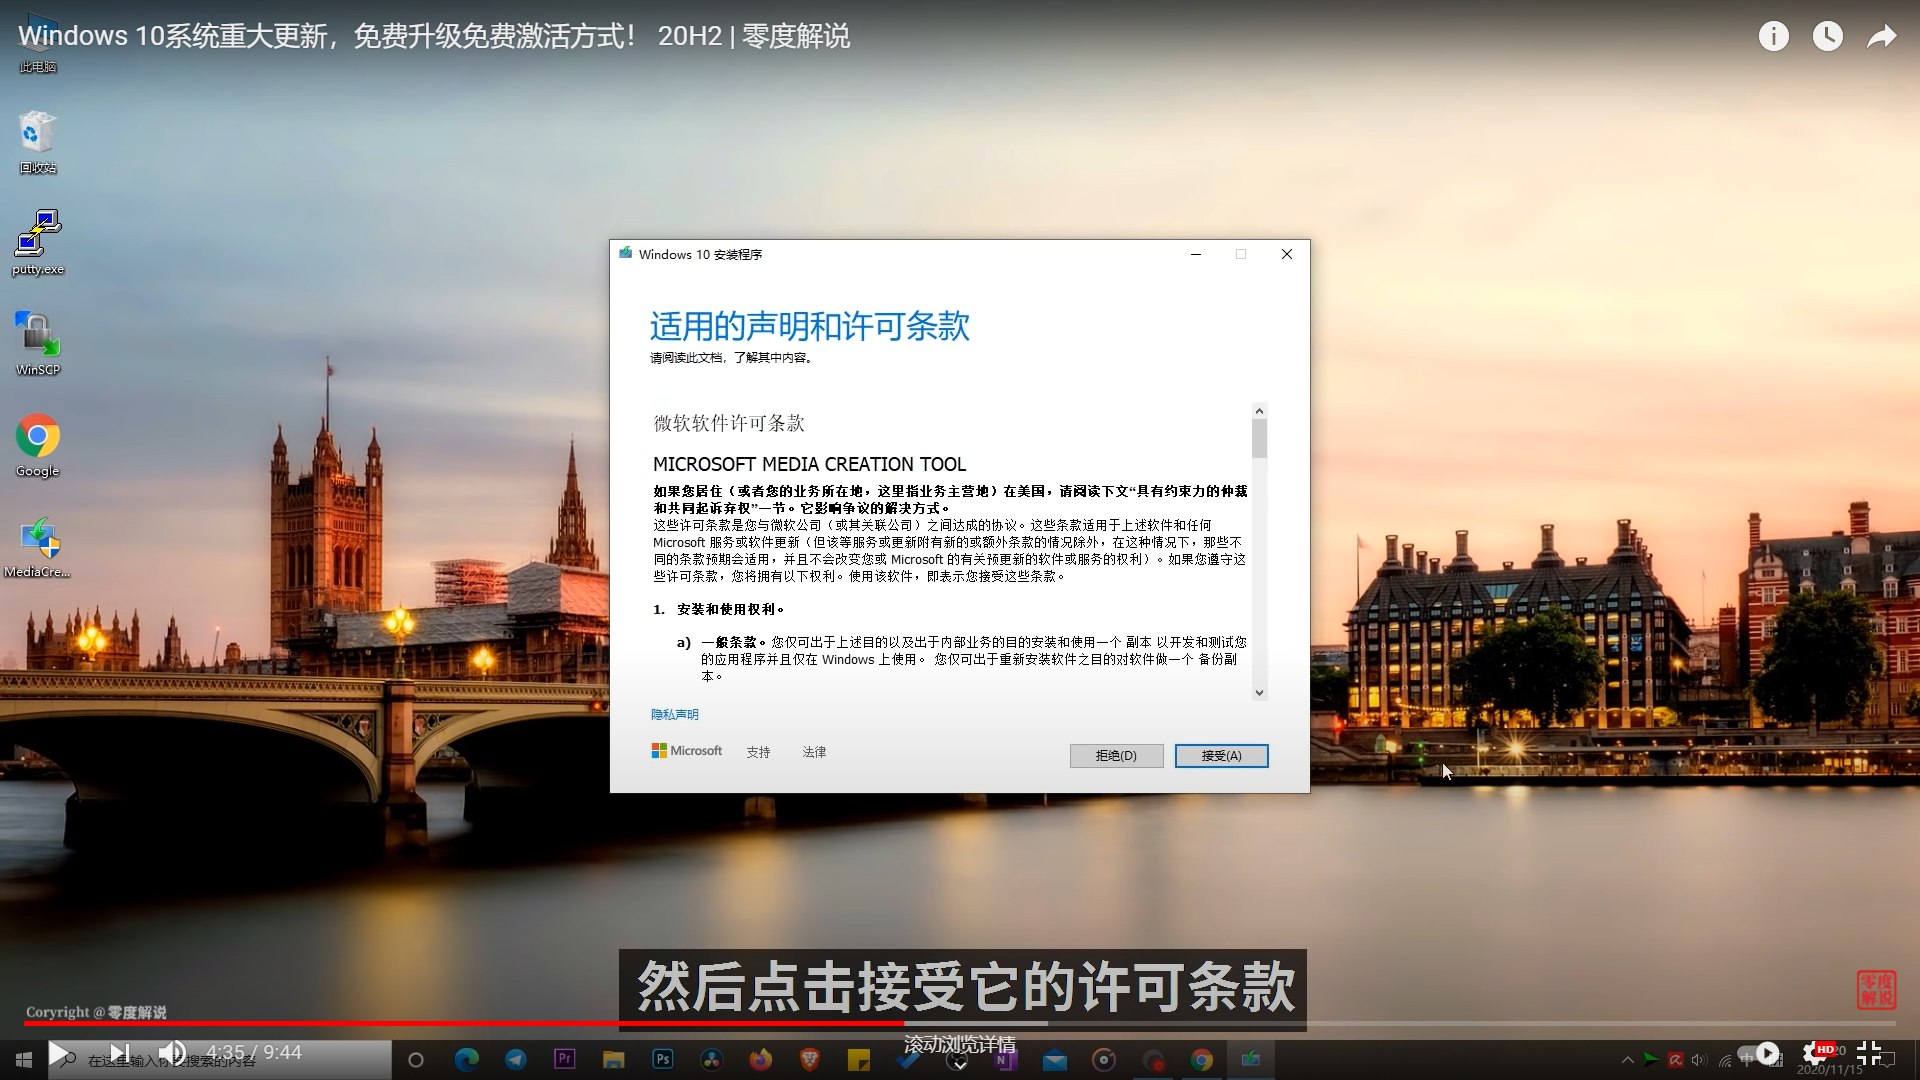 Windows 10系统重大更新，免费升级免费激活方式！ 20H2 | 零度解说
此电脑
回收站
putty.exe
WinSCP
Google
MediaCre...
Windows 10 安装程序
适用的声明和许可条款
请阅读此文档，了解其中内容。
微软软件许可条款
MICROSOFT MEDIA CREATION TOOL
如果您居住（或者您的业务所在地，这里指业务主营地）在美国，请阅读下文“具有约束力的仲裁
和共同起诉弃权”一节。它影响争议的解决方式。
这些许可条款是您与微软公司（或其关联公司）之间达成的协议。这些条款适用于上述软件和任何
Microsoft 服务或软件更新（但该等服务或更新附有新的或额外条款的情况除外，在这种情况下，那些不
同的条款预期会适用，并且不会改变您或 Microsoft 的有关预更新的软件或服务的权利）。如果您遵守这
些许可条款，您将拥有以下权利。使用该软件，即表示您接受这些条款。
1. 安装和使用权利。
a) 一般条款。您仅可出于上述目的以及出于内部业务的目的安装和使用一个 副本 以开发和测试您
的应用程序并且仅在 Windows 上使用。 您仅可出于重新安装软件之目的对软件做一个 备份副
本。
隐私声明
Microsoft 支持 法律
拒绝(D) 接受(A)
然后点击接受它的许可条款
零度
解说
Coryright @ 零度解说
4:35 / 9:44
滚动浏览详情
在这里输入你要搜索的内容
Pr
Ps
N
中
HD
2020/11/15